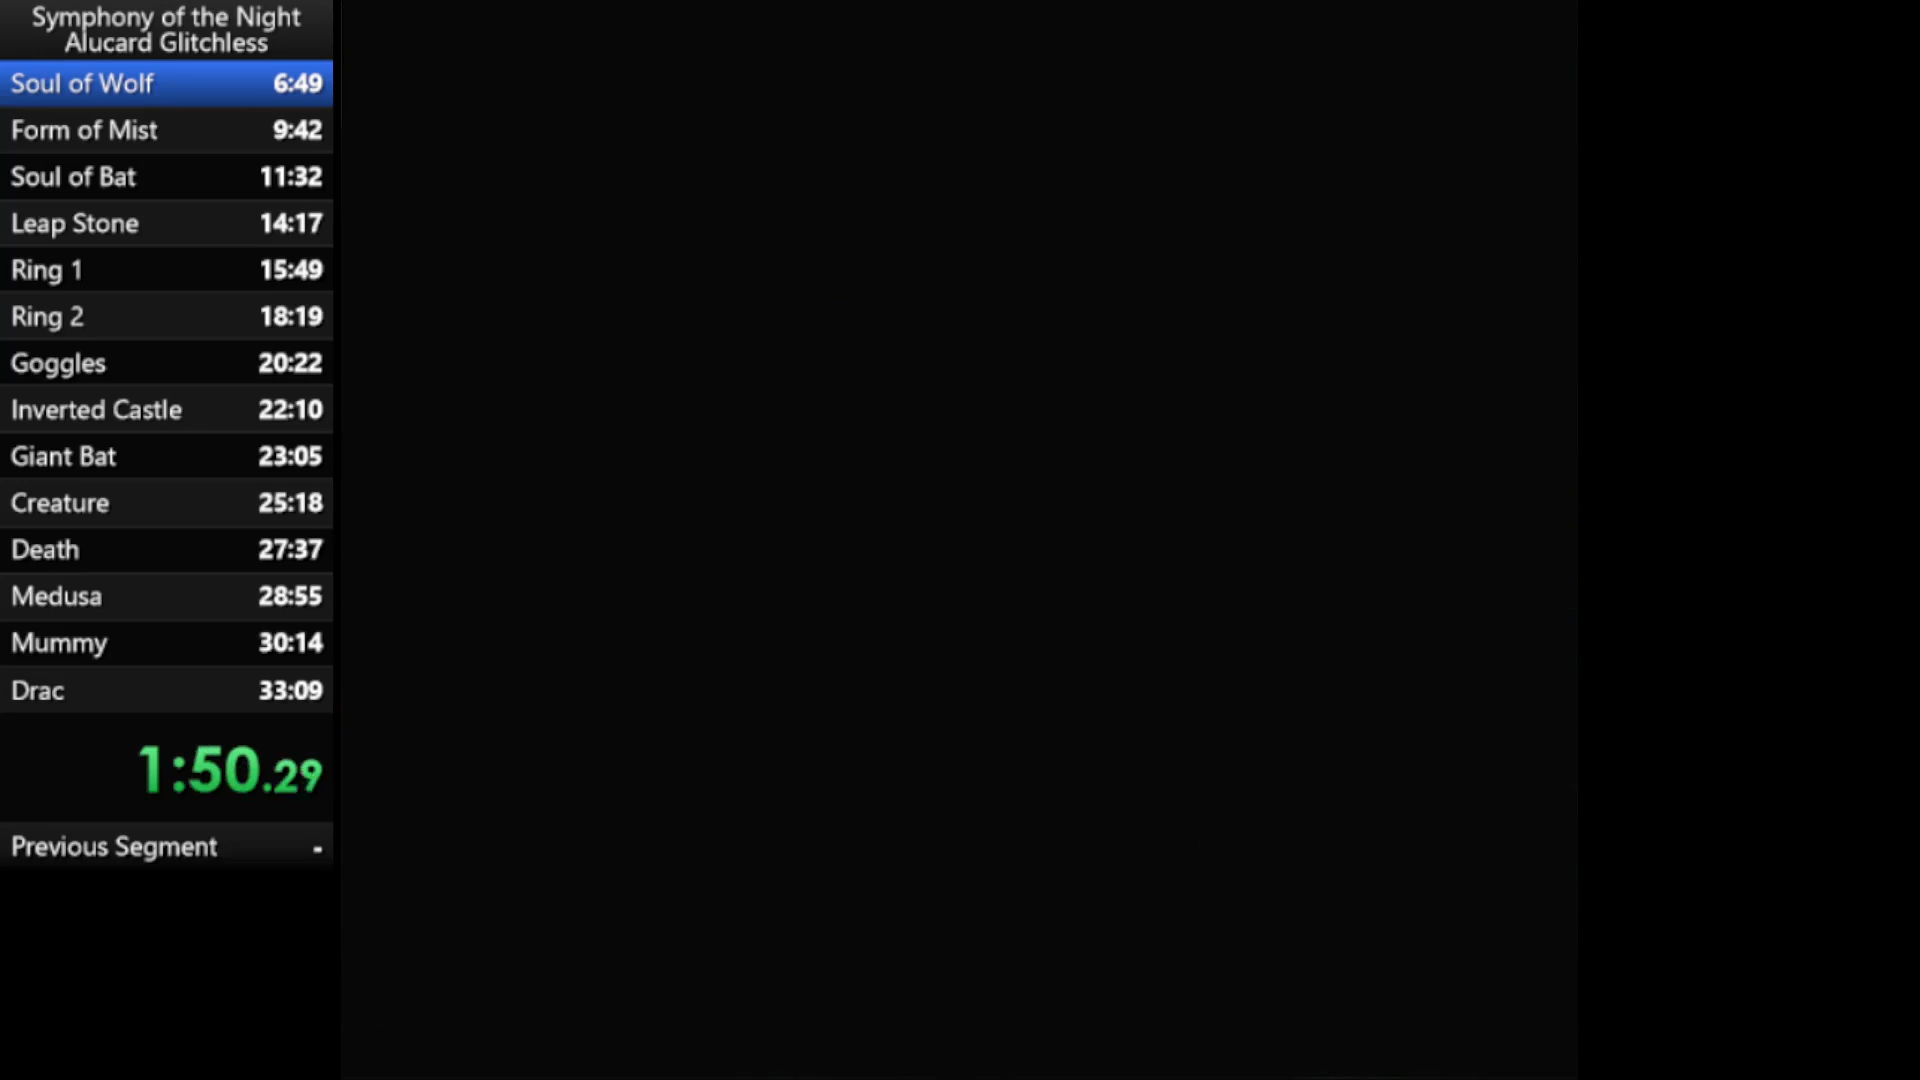 Symphony of the Night
Alucard Glitchless
Soul of Wolf 6:49
Form of Mist 9:42
Soul of Bat 11:32
Leap Stone 14:17
Ring 1 15:49
Ring 2 18:19
Goggles 20:22
Inverted Castle 22:10
Giant Bat 23:05
Creature 25:18
Death 27:37
Medusa 28:55
Mummy 30:14
Drac 33:09
1:50.29
Previous Segment -